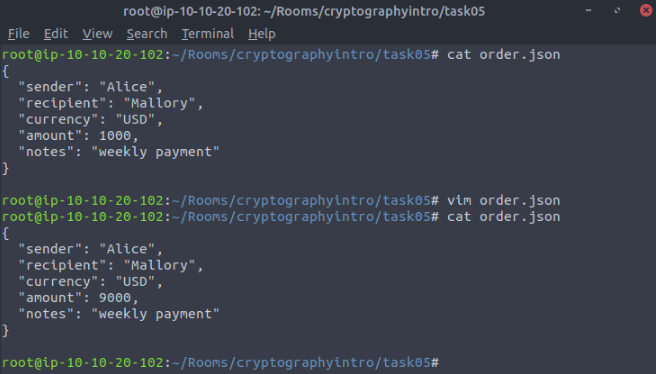 root@ip-10-10-20-102: ~/Rooms/cryptographyintro/task05
File Edit View Search Terminal Help
root@ip-10-10-20-102:~/Rooms/cryptographyintro/task05# cat order.json
{
  "sender": "Alice",
  "recipient": "Mallory",
  "currency": "USD",
  "amount": 1000,
  "notes": "weekly payment"
}
root@ip-10-10-20-102:~/Rooms/cryptographyintro/task05# vim order.json
root@ip-10-10-20-102:~/Rooms/cryptographyintro/task05# cat order.json
{
  "sender": "Alice",
  "recipient": "Mallory",
  "currency": "USD",
  "amount": 9000,
  "notes": "weekly payment"
}
root@ip-10-10-20-102:~/Rooms/cryptographyintro/task05#